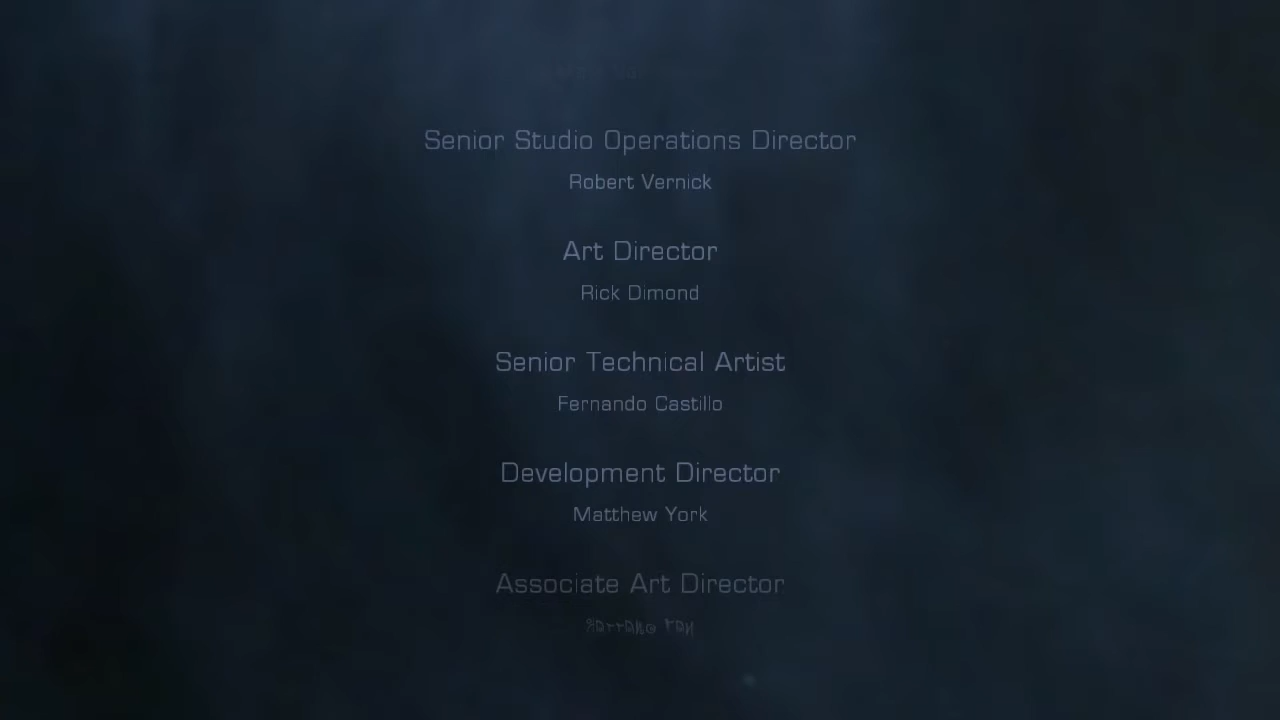 Senior Studio Operations Director
Robert Vernick
Art Director
Rick Dimond
Senior Technical Artist
Fernando Castillo
Development Director
Matthew York
Associate Art Director